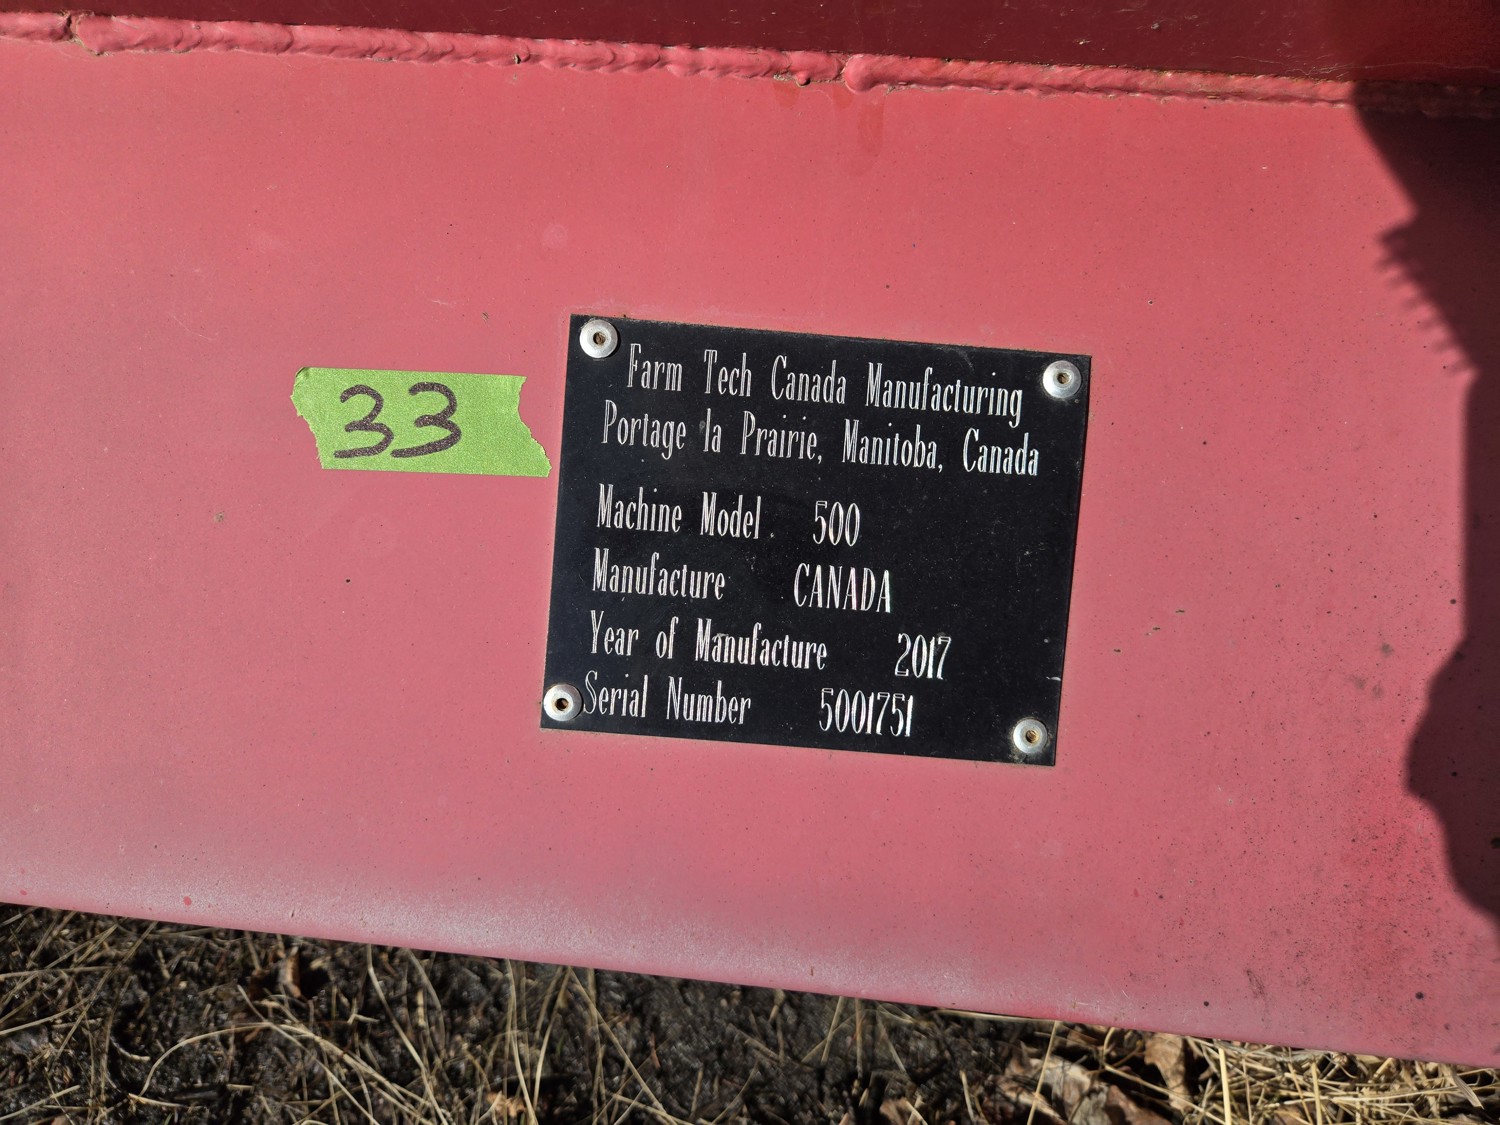 33
Farm Tech Canada Manufacturing
Portage la Prairie, Manitoba, Canada
Machine Model 500
Manufacture CANADA
Year of Manufacture 2017
Serial Number 5001751